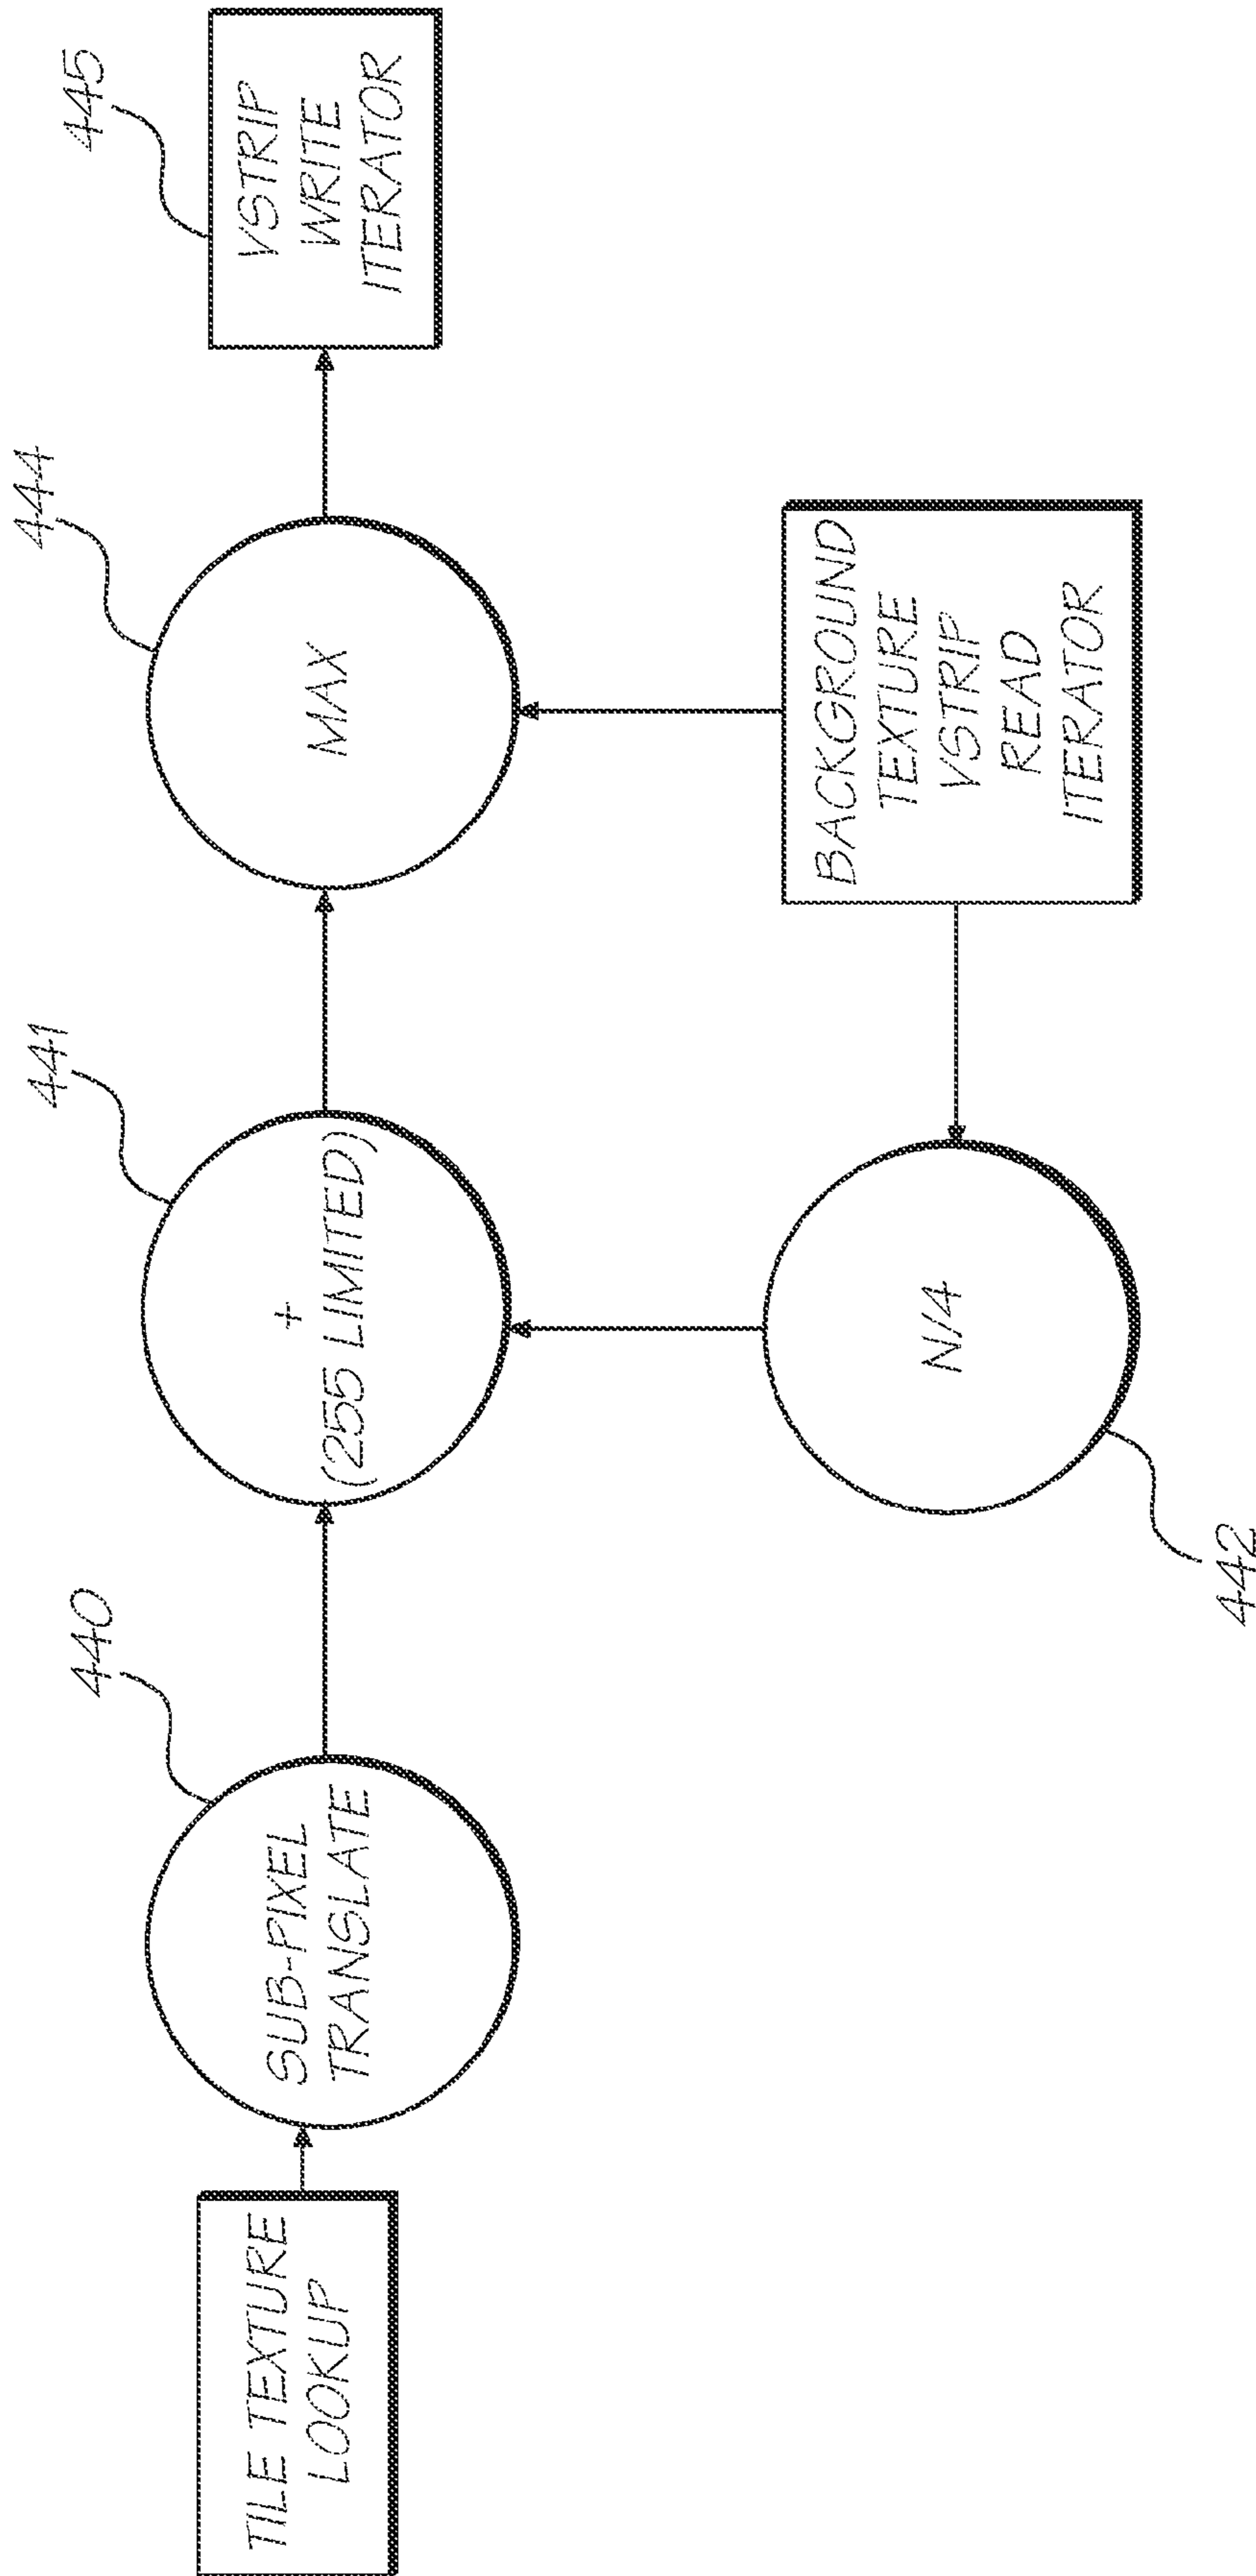 TILE TEXTURE
LOOKUP
440
SUB-PIXEL
TRANSLATE
441
+
(255 LIMITED)
444
MAX
445
VSTRIP
WRITE
ITERATOR
442
N/4
BACKGROUND
TEXTURE
VSTRIP
READ
ITERATOR